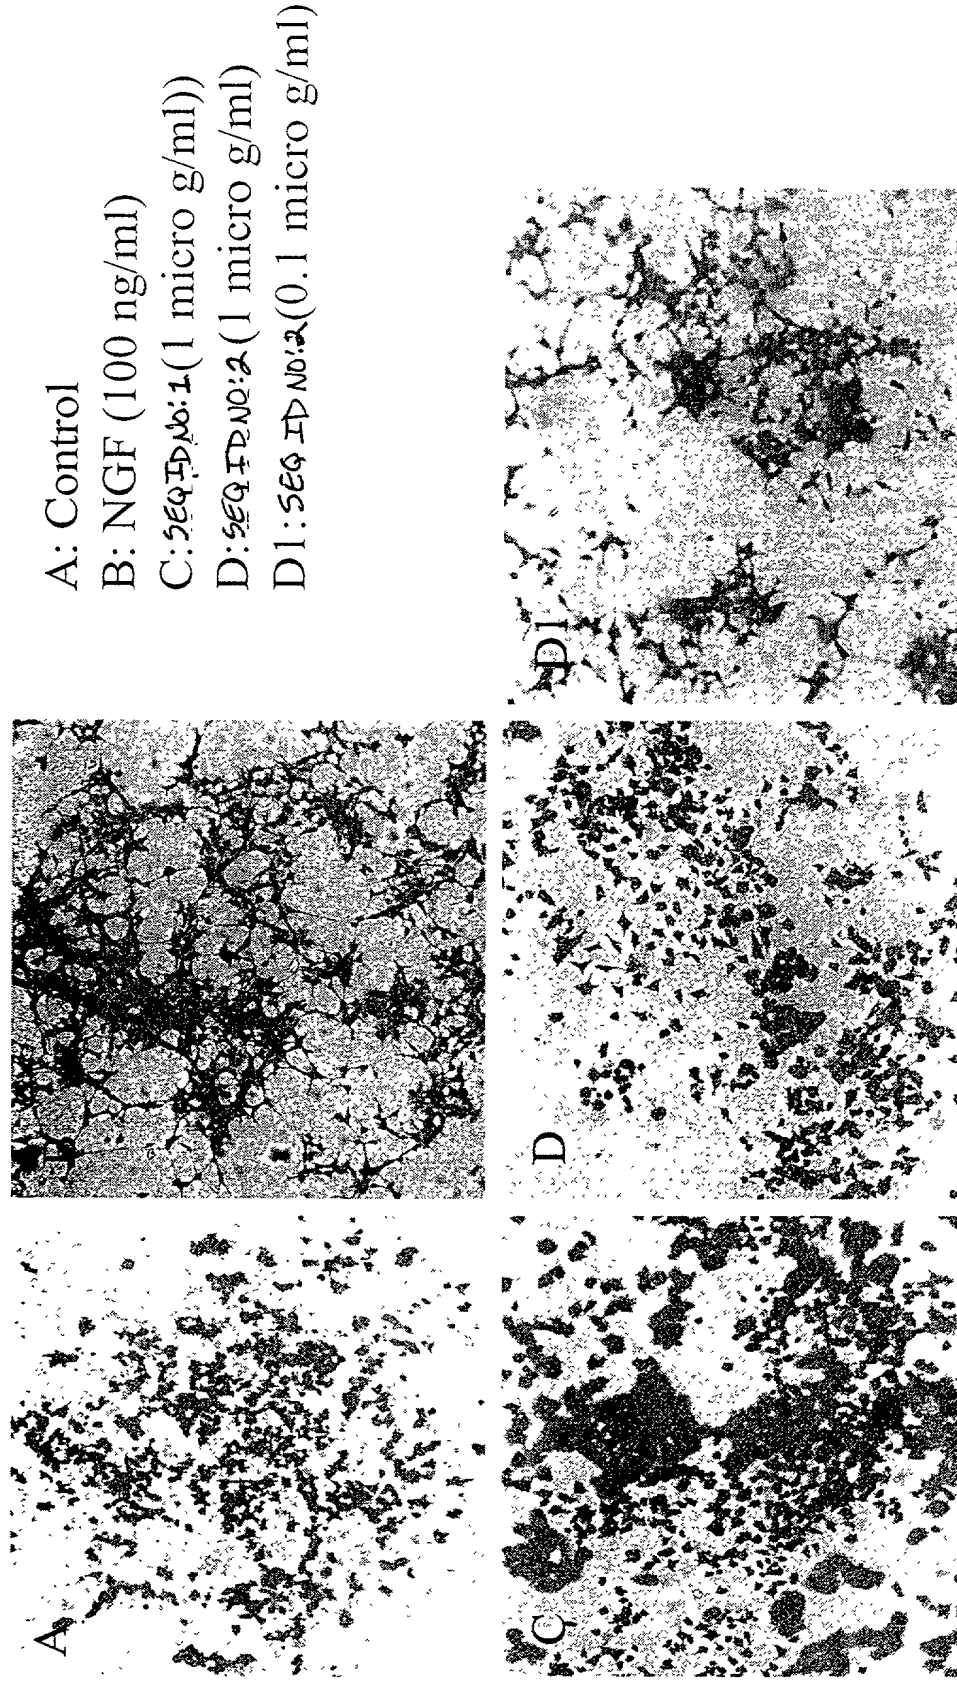 A: Control
B: NGF (100 ng/ml)
C: SEQ ID No: 1 (1 micro g/ml))
D: SEQ ID NO: 2 (1 micro g/ml)
D1: SEQ ID NO: 2 (0.1 micro g/ml)
A
C
D
D1